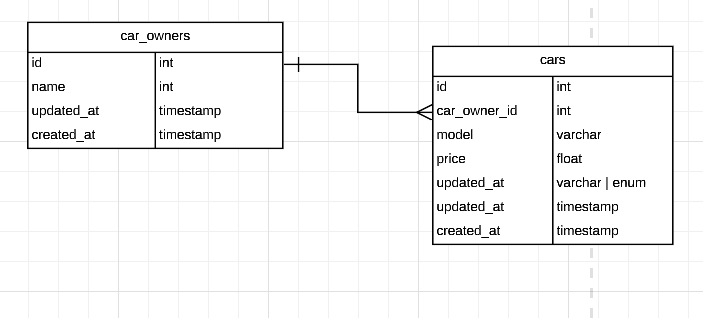 car_owners
id int
name int
updated_at timestamp
created_at timestamp
cars
id int
car_owner_id int
model varchar
price float
updated_at varchar | enum
updated_at timestamp
created_at timestamp